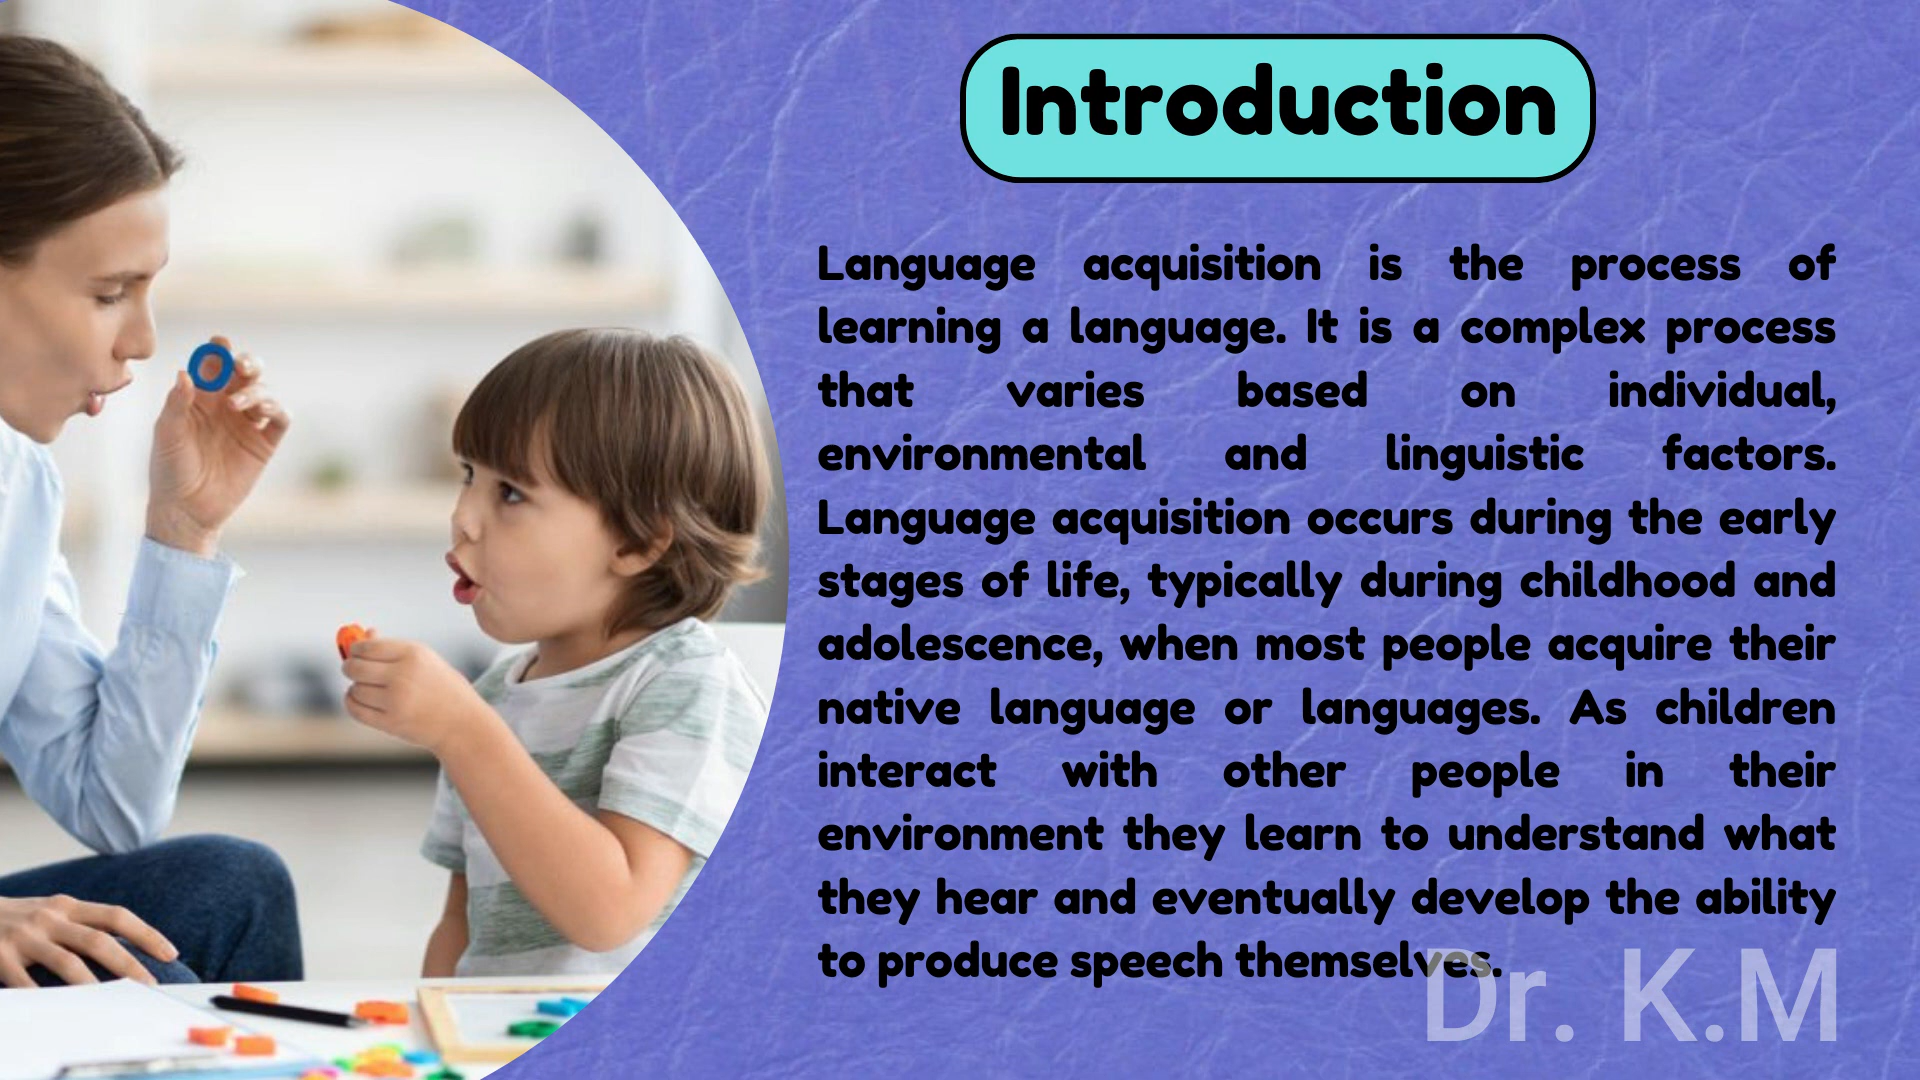 Introduction
Language acquisition is the process of
learning a language. It is a complex process
that varies based on individual,
environmental and linguistic factors.
Language acquisition occurs during the early
stages of life, typically during childhood and
adolescence, when most people acquire their
native language or languages. As children
interact with other people in their
environment they learn to understand what
they hear and eventually develop the ability
to produce speech themselves.
Dr. K.M